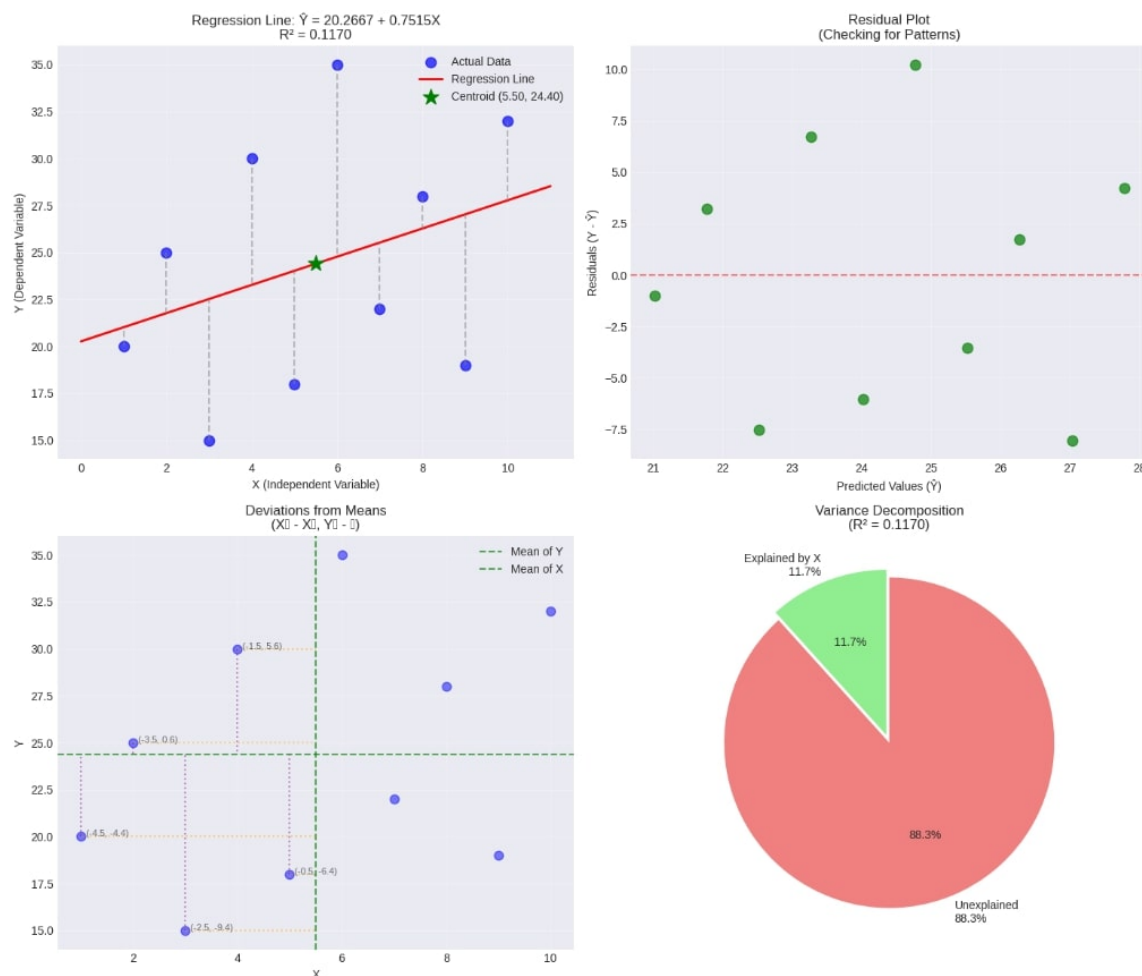 Regression Line: Ŷ = 20.2667 + 0.7515X
R² = 0.1170
Actual Data
Regression Line
Centroid (5.50, 24.40)
Y (Dependent Variable)
35.0
32.5
30.0
27.5
25.0
22.5
20.0
17.5
15.0
0 2 4 6 8 10
X (Independent Variable)
Residual Plot
(Checking for Patterns)
Residuals (Y - Ŷ)
10.0
7.5
5.0
2.5
0.0
−2.5
−5.0
−7.5
21 22 23 24 25 26 27 28
Predicted Values (Ŷ)
Deviations from Means
(X▯ - X▯, Y▯ - ▯)
Mean of Y
Mean of X
Y
35.0
32.5
30.0
27.5
25.0
22.5
20.0
17.5
15.0
(-1.5, 5.6)
(-3.5, 0.6)
(-4.5, -4.4)
(-0.5, -6.4)
(-2.5, -9.4)
2 4 6 8 10
X
Variance Decomposition
(R² = 0.1170)
Explained by X
11.7%
11.7%
88.3%
Unexplained
88.3%